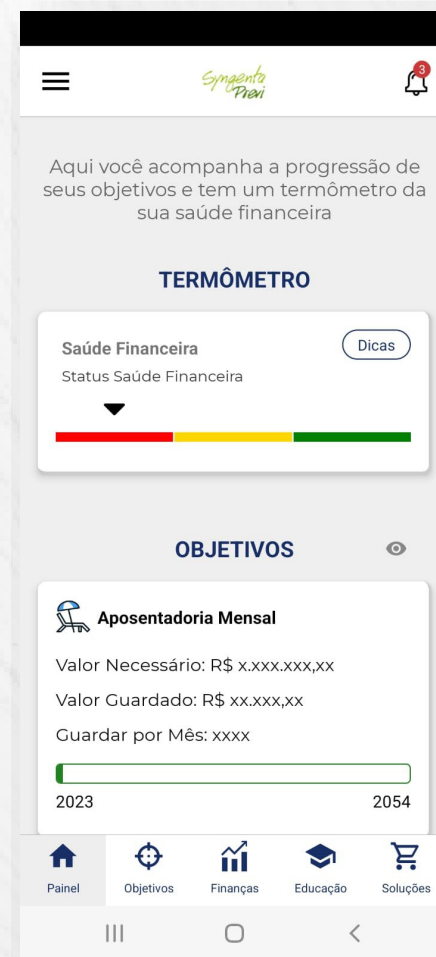 Syngenta
Previ
3
Aqui você acompanha a progressão de
seus objetivos e tem um termômetro da
sua saúde financeira
TERMÔMETRO
Saúde Financeira
Dicas
Status Saúde Financeira
OBJETIVOS
Aposentadoria Mensal
Valor Necessário: R$ x.xxx.xxx,xx
Valor Guardado: R$ xx.xxx,xx
Guardar por Mês: xxxx
2023 2054
Painel Objetivos Finanças Educação Soluções